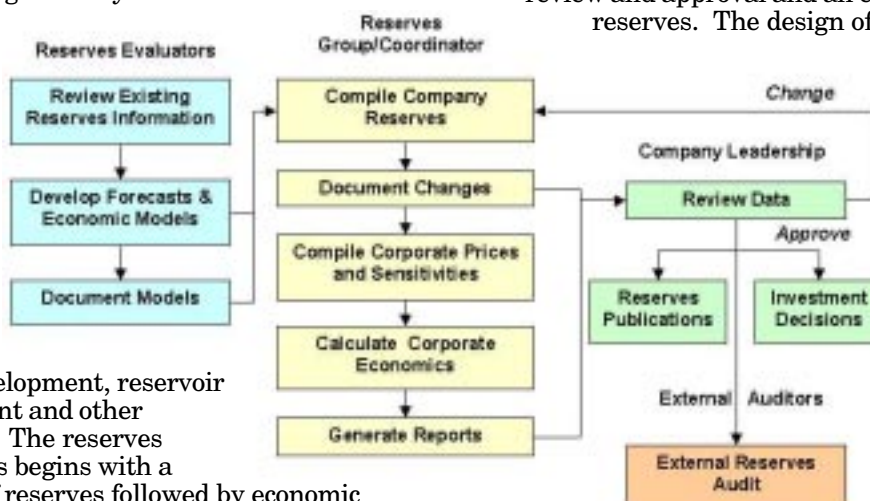 review and approval and an
reserves. The design of
Reserves Evaluators
Review Existing
Reserves Information
Develop Forecasts &
Economic Models
Document Models
Reserves
Group/Coordinator
Compile Company
Reserves
Document Changes
Compile Corporate Prices
and Sensitivities
Calculate Corporate
Economics
Generate Reports
Change
Company Leadership
Review Data
Approve
Reserves
Publications
Investment
Decisions
External Auditors
External Reserves
Audit
elopment, reservoir
nt and other
The reserves
s begins with a
reserves followed by economic